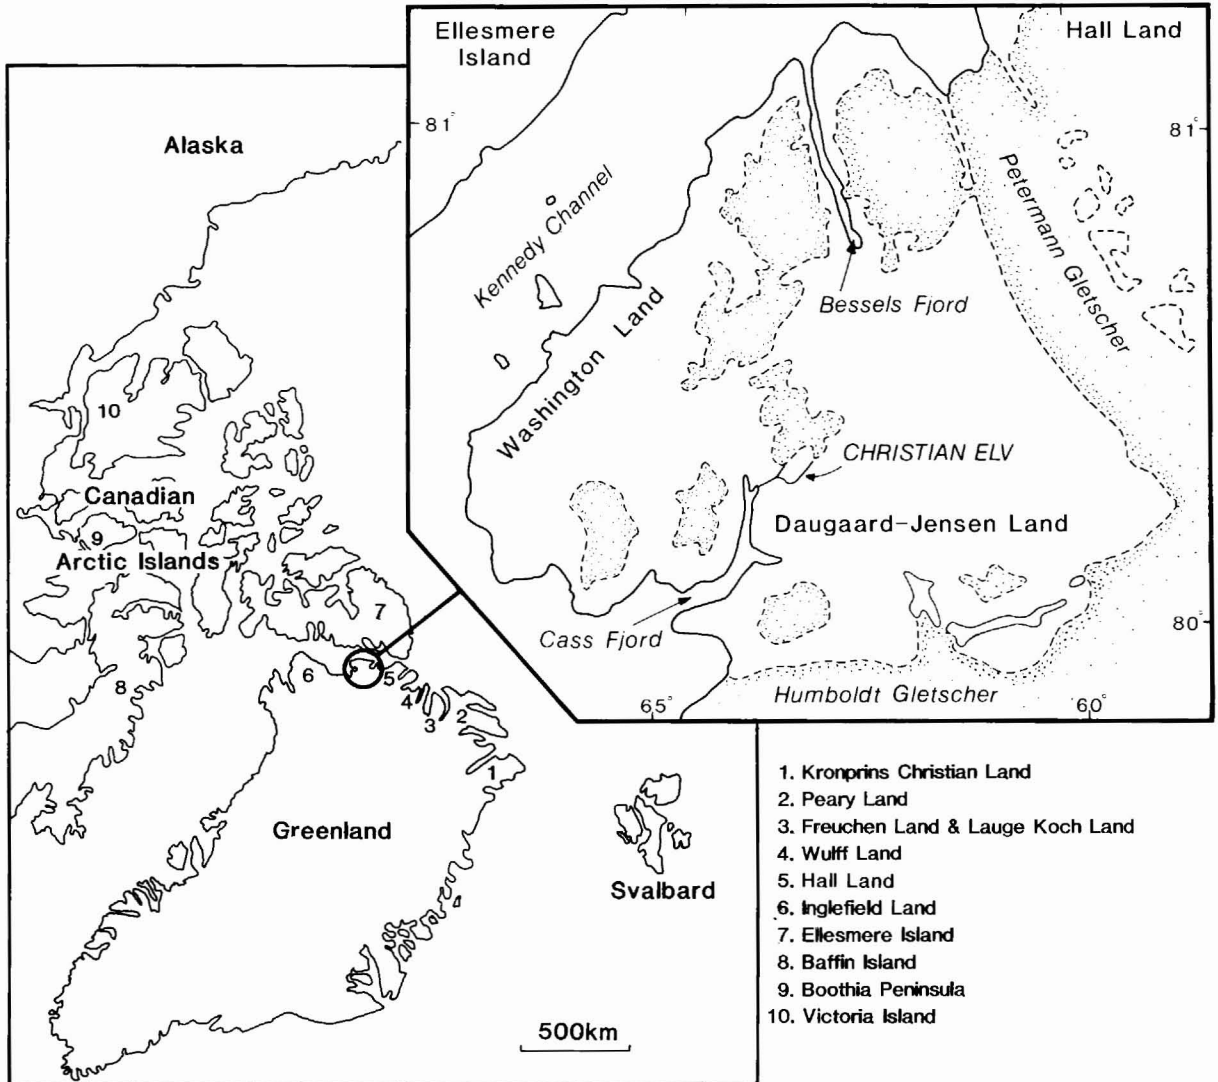 Ellesmere
Island
Hall Land
81°
81°
Kennedy Channel
Petermann Gletscher
Bessels Fjord
Washington Land
CHRISTIAN ELV
Daugaard-Jensen Land
Cass Fjord
80°
Humboldt Gletscher
65°
60°
Alaska
10
Canadian
9
Arctic Islands
7
8
6
5
4
3
2
1
Greenland
Svalbard
500km
1. Kronprins Christian Land
2. Peary Land
3. Freuchen Land & Lauge Koch Land
4. Wulff Land
5. Hall Land
6. Inglefield Land
7. Ellesmere Island
8. Baffin Island
9. Boothia Peninsula
10. Victoria Island